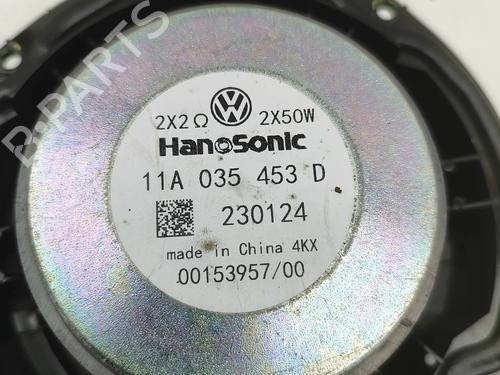 2X2Ω 2X50W
HanoSonic
11A 035 453 D
230124
made in China 4KX
00153957/00
B-PARTS